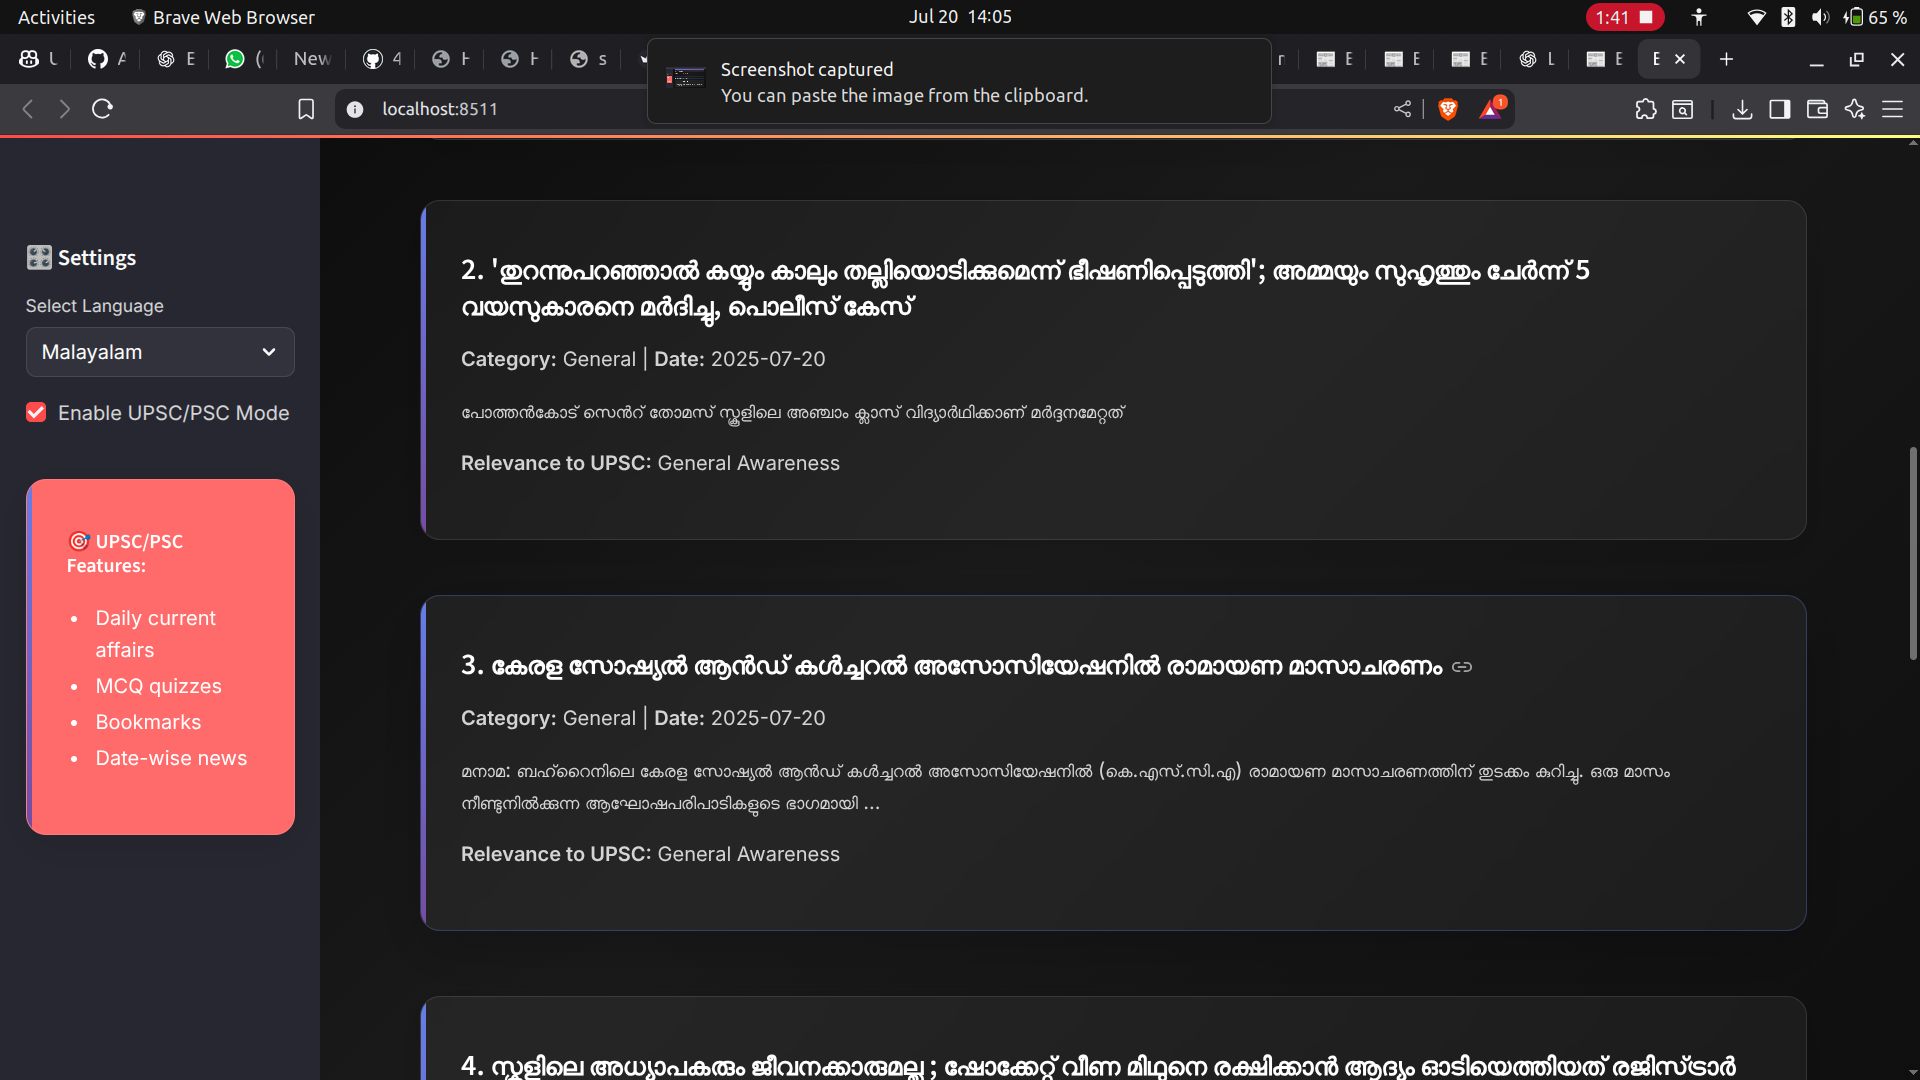 Activities
Brave Web Browser
Jul 20 14:05
1:41
65 %
New
Screenshot captured
You can paste the image from the clipboard.
localhost:8511
1
Settings
Select Language
Malayalam
Enable UPSC/PSC Mode
UPSC/PSC
Features:
• Daily current
affairs
• MCQ quizzes
• Bookmarks
• Date-wise news
2. 'തുറന്നുപറഞ്ഞാൽ കയ്യും കാലും തല്ലിയൊടിക്കുമെന്ന് ഭീഷണിപ്പെടുത്തി'; അമ്മയും സുഹൃത്തും ചേർന്ന് 5
വയസുകാരനെ മർദിച്ചു, പൊലീസ് കേസ്
Category: General | Date: 2025-07-20
പോത്തൻകോട് സെൻറ് തോമസ് സ്കൂളിലെ അഞ്ചാം ക്ലാസ് വിദ്യാർഥിക്കാണ് മർദ്ദനമേറ്റത്
Relevance to UPSC: General Awareness
3. കേരള സോഷ്യൽ ആൻഡ് കൾച്ചറൽ അസോസിയേഷനിൽ രാമായണ മാസാചരണം
Category: General | Date: 2025-07-20
മനാമ: ബഹ്റൈനിലെ കേരള സോഷ്യൽ ആൻഡ് കൾച്ചറൽ അസോസിയേഷനിൽ (കെ.എസ്.സി.എ) രാമായണ മാസാചരണത്തിന് തുടക്കം കുറിച്ചു. ഒരു മാസം
നീണ്ടുനിൽക്കുന്ന ആഘോഷപരിപാടികളുടെ ഭാഗമായി ...
Relevance to UPSC: General Awareness
4. സ്കൂളിലെ അധ്യാപകരും ജീവനക്കാരുമല്ല ; ഷോക്കേറ്റ് വീണ മിഥുനെ രക്ഷിക്കാൻ ആദ്യം ഓടിയെത്തിയത് രജിസ്ട്രാർ